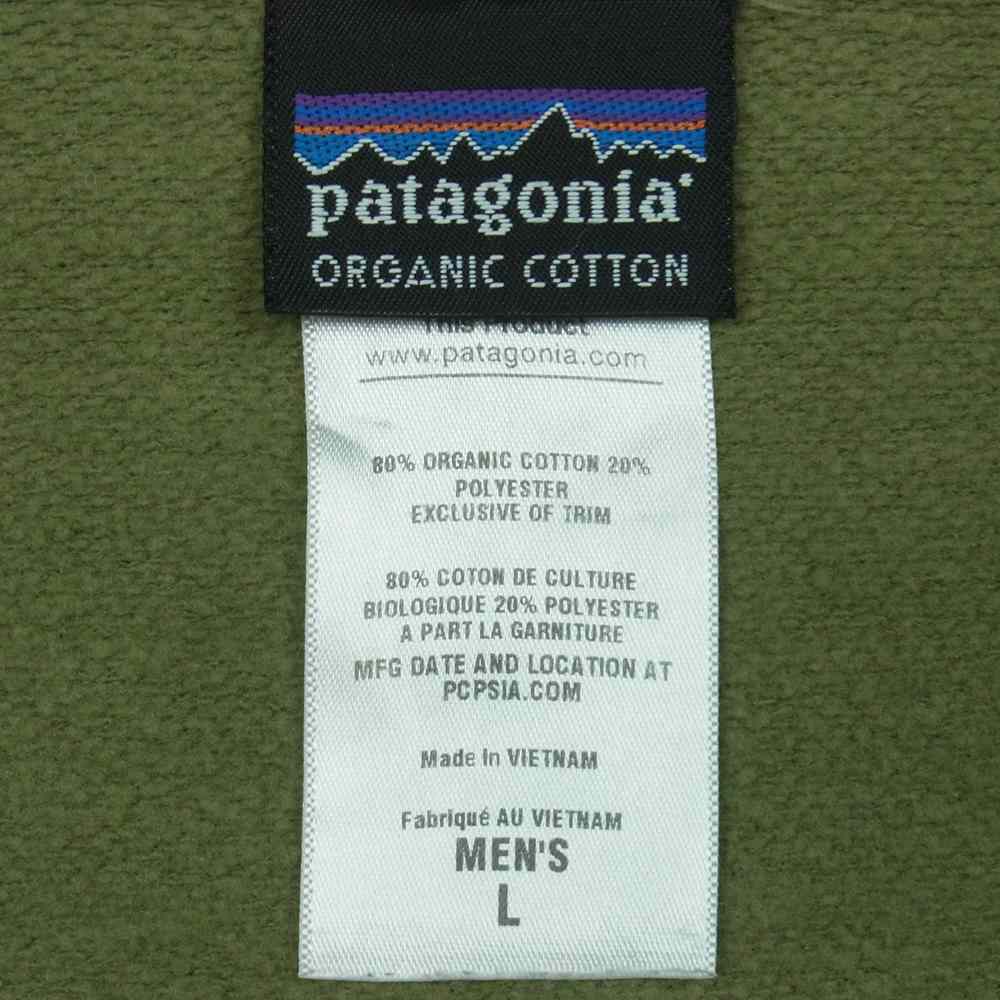 patagonia®
ORGANIC COTTON
This Product
www.patagonia.com
80% ORGANIC COTTON 20%
POLYESTER
EXCLUSIVE OF TRIM
80% COTON DE CULTURE
BIOLOGIQUE 20% POLYESTER
A PART LA GARNITURE
MFG DATE AND LOCATION AT
PCPSIA.COM
Made in VIETNAM
Fabriqué AU VIETNAM
MEN'S
L